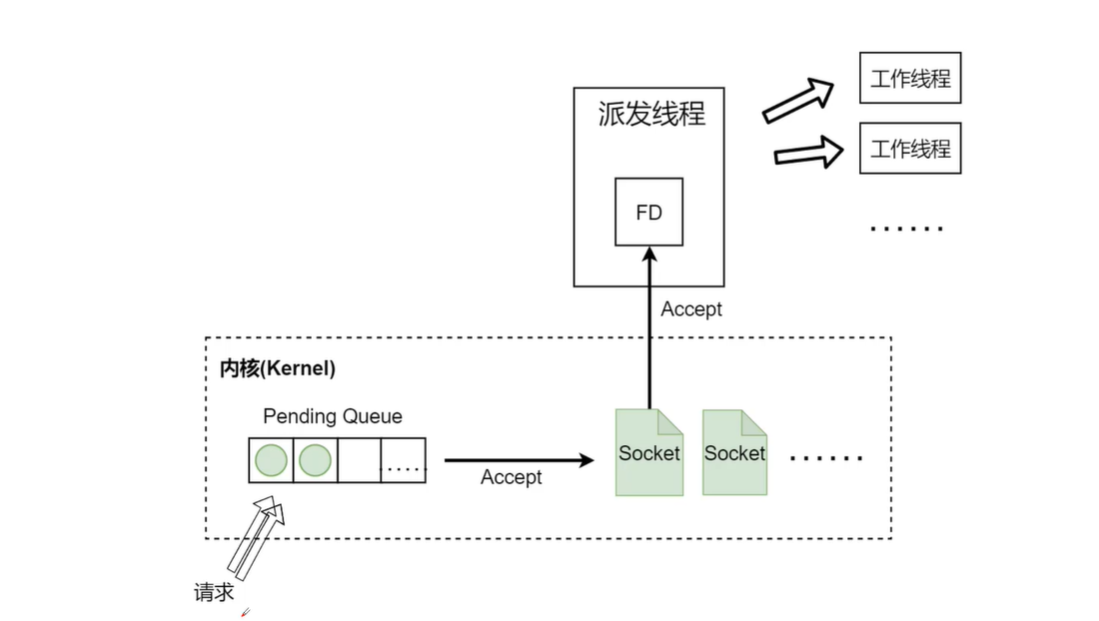 工作线程
派发线程
工作线程
FD
......
Accept
内核(Kernel)
Pending Queue
Socket
Socket
......
......
Accept
请求